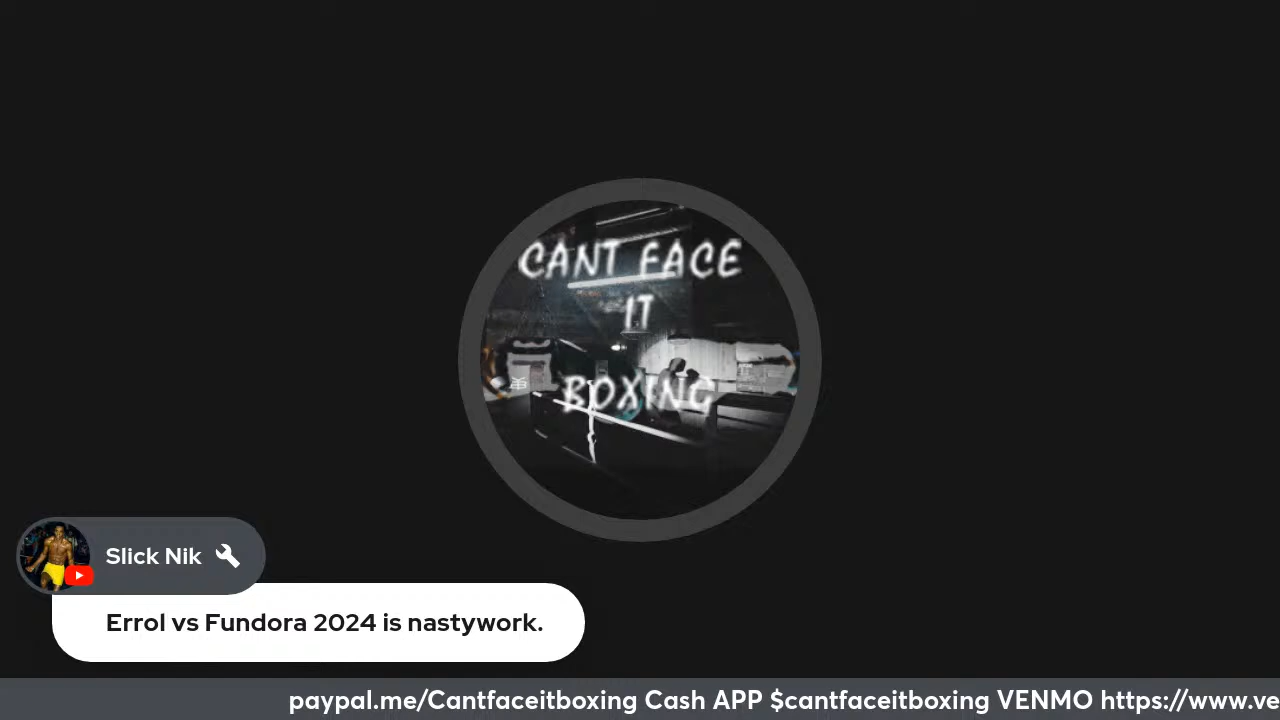 CANT FACE
IT
BOXING
Slick Nik
Errol vs Fundora 2024 is nastywork.
paypal.me/Cantfaceitboxing Cash APP $cantfaceitboxing VENMO https://www.ve